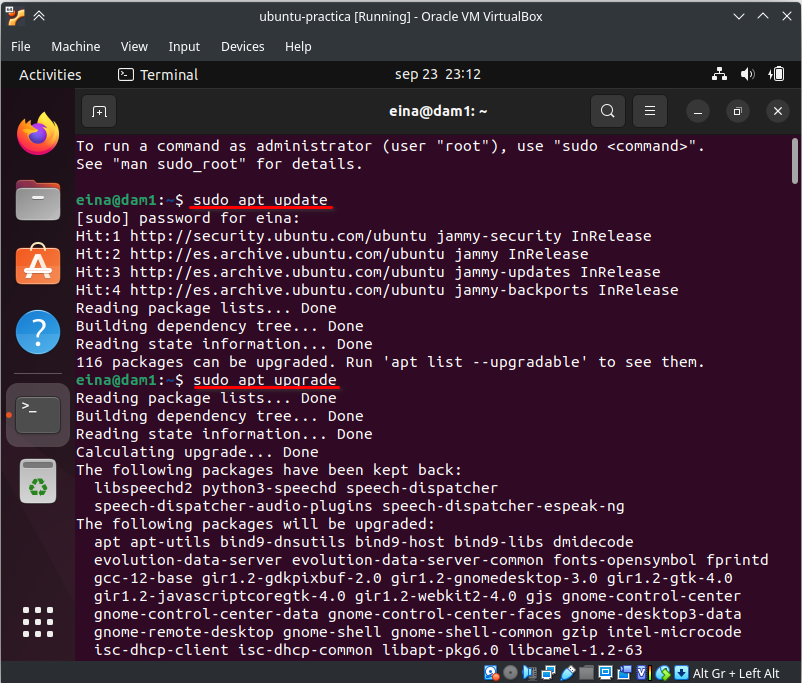 ubuntu-practica [Running] - Oracle VM VirtualBox
File Machine View Input Devices Help
Activities Terminal sep 23 23:12
eina@dam1: ~
To run a command as administrator (user "root"), use "sudo <command>".
See "man sudo_root" for details.
eina@dam1:~$ sudo apt update
[sudo] password for eina:
Hit:1 http://security.ubuntu.com/ubuntu jammy-security InRelease
Hit:2 http://es.archive.ubuntu.com/ubuntu jammy InRelease
Hit:3 http://es.archive.ubuntu.com/ubuntu jammy-updates InRelease
Hit:4 http://es.archive.ubuntu.com/ubuntu jammy-backports InRelease
Reading package lists... Done
Building dependency tree... Done
Reading state information... Done
116 packages can be upgraded. Run 'apt list --upgradable' to see them.
eina@dam1:~$ sudo apt upgrade
Reading package lists... Done
Building dependency tree... Done
Reading state information... Done
Calculating upgrade... Done
The following packages have been kept back:
  libspeechd2 python3-speechd speech-dispatcher
  speech-dispatcher-audio-plugins speech-dispatcher-espeak-ng
The following packages will be upgraded:
  apt apt-utils bind9-dnsutils bind9-host bind9-libs dmidecode
  evolution-data-server evolution-data-server-common fonts-opensymbol fprintd
  gcc-12-base gir1.2-gdkpixbuf-2.0 gir1.2-gnomedesktop-3.0 gir1.2-gtk-4.0
  gir1.2-javascriptcoregtk-4.0 gir1.2-webkit2-4.0 gjs gnome-control-center
  gnome-control-center-data gnome-control-center-faces gnome-desktop3-data
  gnome-remote-desktop gnome-shell gnome-shell-common gzip intel-microcode
  isc-dhcp-client isc-dhcp-common libapt-pkg6.0 libcamel-1.2-63
Alt Gr + Left Alt